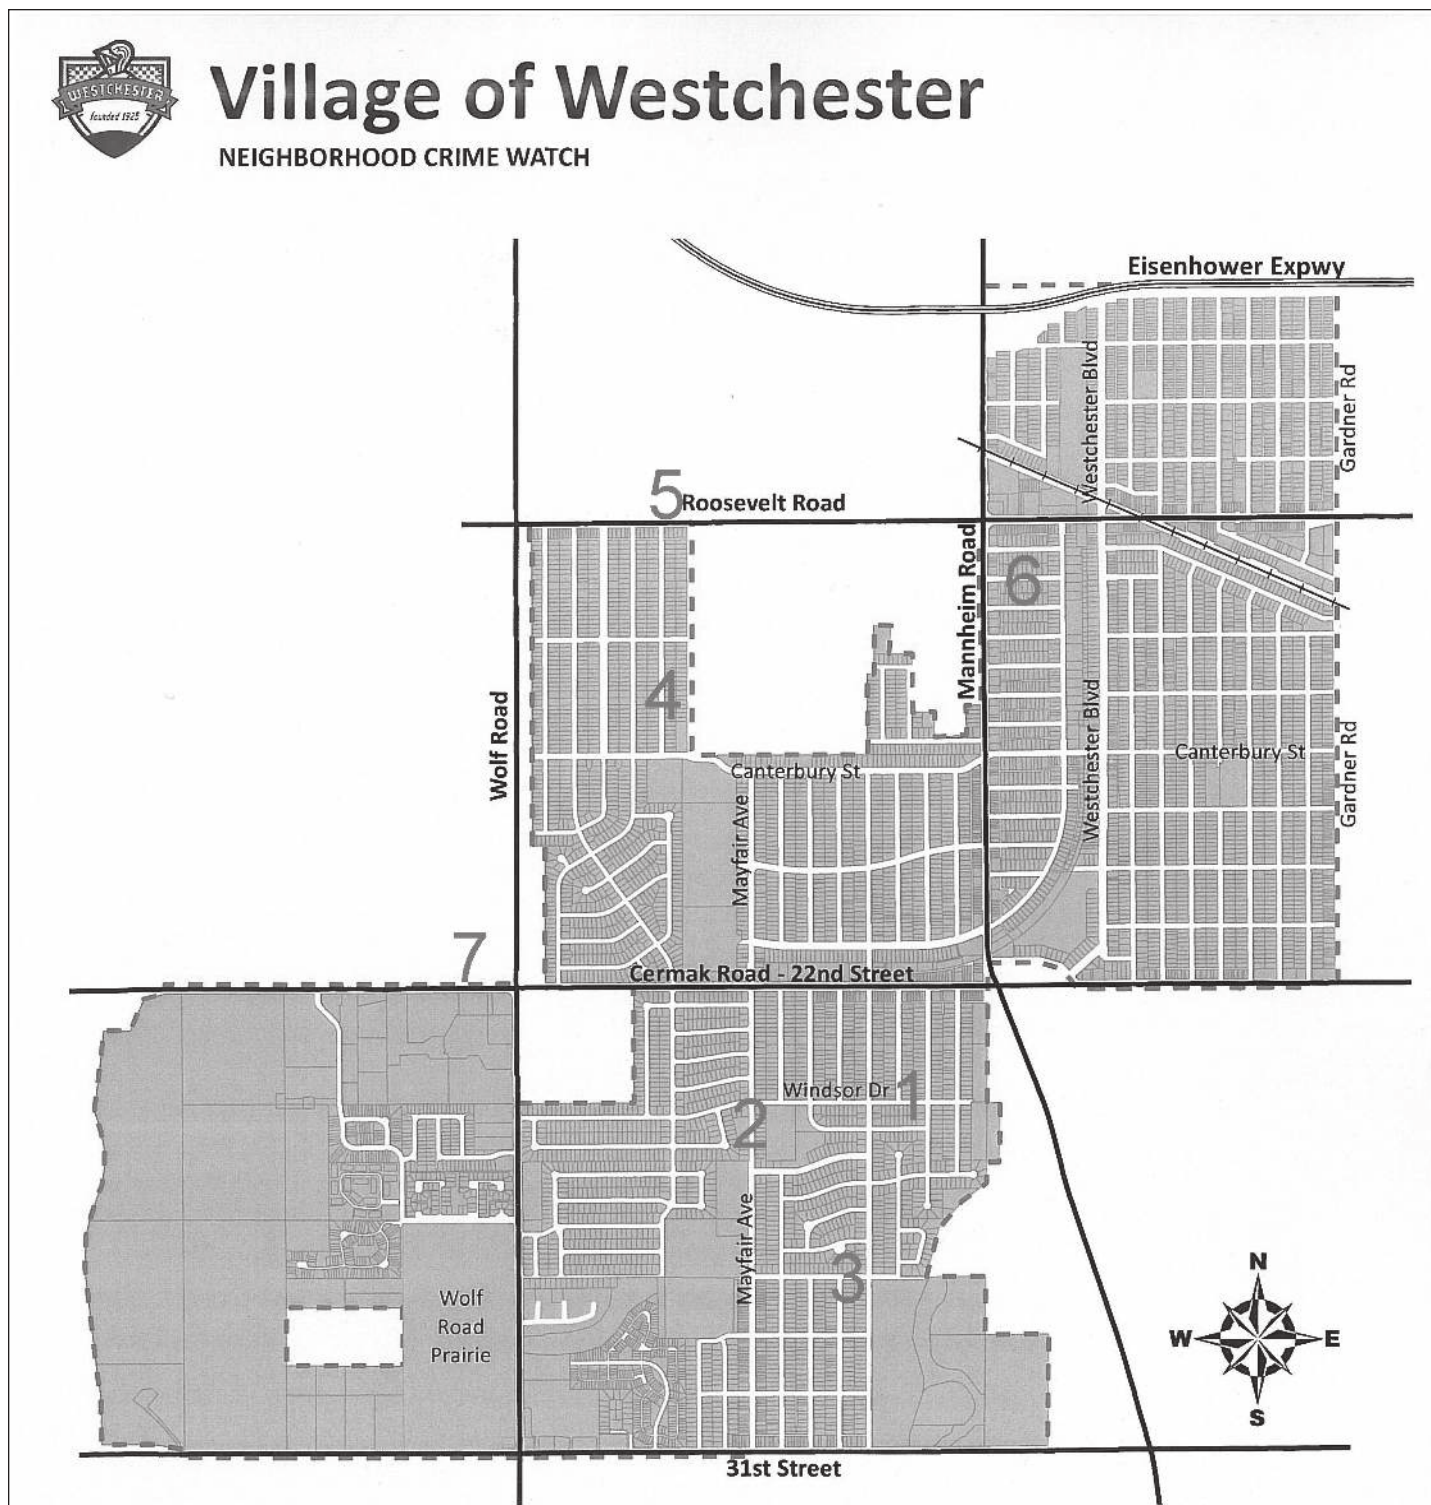 WESTCHESTER
founded 1925
Village of Westchester
NEIGHBORHOOD CRIME WATCH
Eisenhower Expwy
Westchester Blvd
Gardner Rd
5
Roosevelt Road
Mannheim Road
6
4
Wolf Road
Westchester Blvd
Canterbury St
Canterbury St
Gardner Rd
Mayfair Ave
7
Cermak Road - 22nd Street
Windsor Dr
1
2
Mayfair Ave
3
Wolf
Road
Prairie
N
W
E
S
31st Street